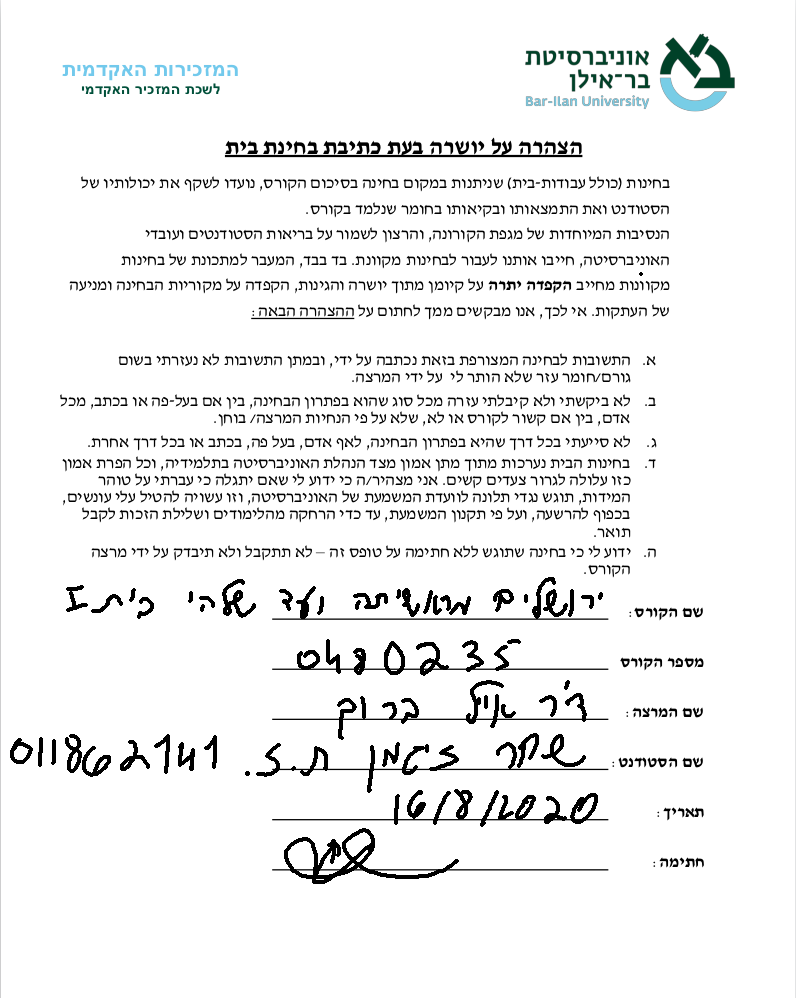 אוניברסיטת
בר־אילן
Bar-Ilan University
המזכירות האקדמית
לשכת המזכיר האקדמי
הצהרה על יושרה בעת כתיבת בחינת בית
בחינות (כולל עבודות-בית) שניתנות במקום בחינה בסיכום הקורס, נועדו לשקף את יכולותיו של
הסטודנט ואת התמצאותו ובקיאותו בחומר שנלמד בקורס.
הנסיבות המיוחדות של מגפת הקורונה, והרצון לשמור על בריאות הסטודנטים ועובדי
האוניברסיטה, חייבו אותנו לעבור לבחינות מקוונת. בד בבד, המעבר למתכונת של בחינות
מקוונות מחייב הקפדה יתרה על קיומן מתוך יושרה והגינות, הקפדה על מקוריות הבחינה ומניעה
של העתקות. אי לכך, אנו מבקשים ממך לחתום על ההצהרה הבאה :
א. התשובות לבחינה המצורפת בזאת נכתבה על ידי, ובמתן התשובות לא נעזרתי בשום
גורם/חומר עזר שלא הותר לי על ידי המרצה.
ב. לא ביקשתי ולא קיבלתי עזרה מכל סוג שהוא בפתרון הבחינה, בין אם בעל-פה או בכתב, מכל
אדם, בין אם קשור לקורס או לא, שלא על פי הנחיות המרצה/ בוחן.
ג. לא סייעתי בכל דרך שהיא בפתרון הבחינה, לאף אדם, בעל פה, בכתב או בכל דרך אחרת.
ד. בחינות הבית נערכות מתוך מתן אמון מצד הנהלת האוניברסיטה בתלמידיה, וכל הפרת אמון
כזו עלולה לגרור צעדים קשים. אני מצהיר/ה כי ידוע לי שאם יתגלה כי עברתי על טוהר
המידות, תוגש נגדי תלונה לוועדת המשמעת של האוניברסיטה, וזו עשויה להטיל עלי עונשים,
בכפוף להרשעה, ועל פי תקנון המשמעת, עד כדי הרחקה מהלימודים ושלילת הזכות לקבל
תואר.
ה. ידוע לי כי בחינה שתוגש ללא חתימה על טופס זה – לא תתקבל ולא תיבדק על ידי מרצה
הקורס.
שם הקורס : ירושלים מראשיתה ועד שלהי בית I
מספר הקורס 0480235
שם המרצה : ד"ר אייל ברוך
שם הסטודנט : שחר זיגמן ת.ז. 011862141
תאריך : 16/8/2020
חתימה :